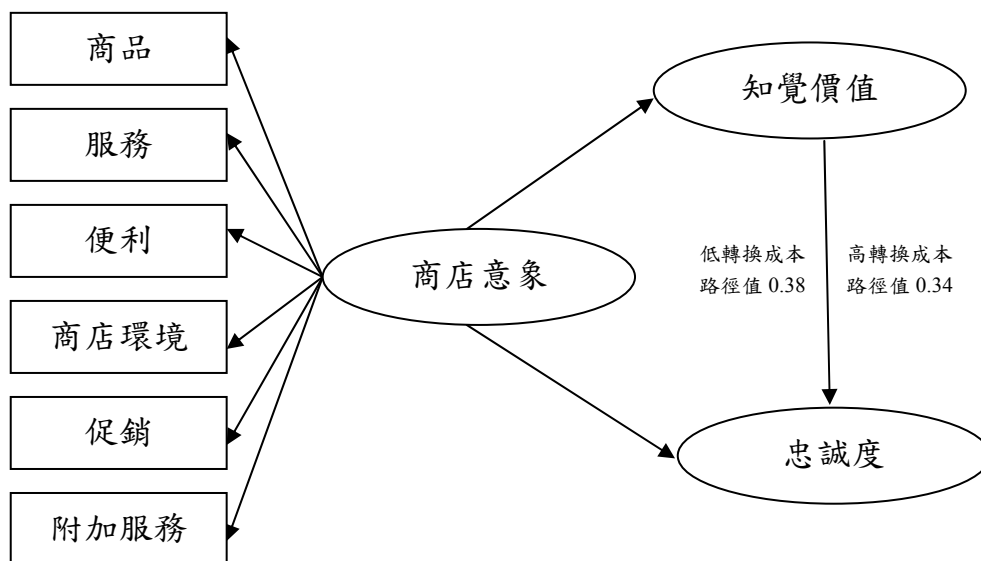 商品
服務
便利
商店環境
促銷
附加服務
商店意象
知覺價值
低轉換成本
路徑值 0.38
高轉換成本
路徑值 0.34
忠誠度